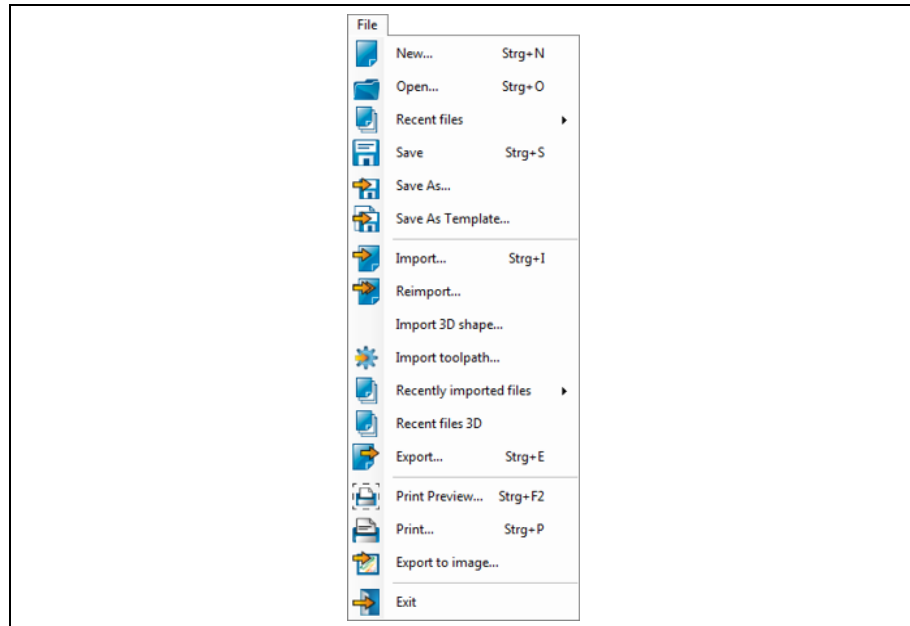 File
New... Strg+N
Open... Strg+O
Recent files
Save Strg+S
Save As...
Save As Template...
Import... Strg+I
Reimport...
Import 3D shape...
Import toolpath...
Recently imported files
Recent files 3D
Export... Strg+E
Print Preview... Strg+F2
Print... Strg+P
Export to image...
Exit